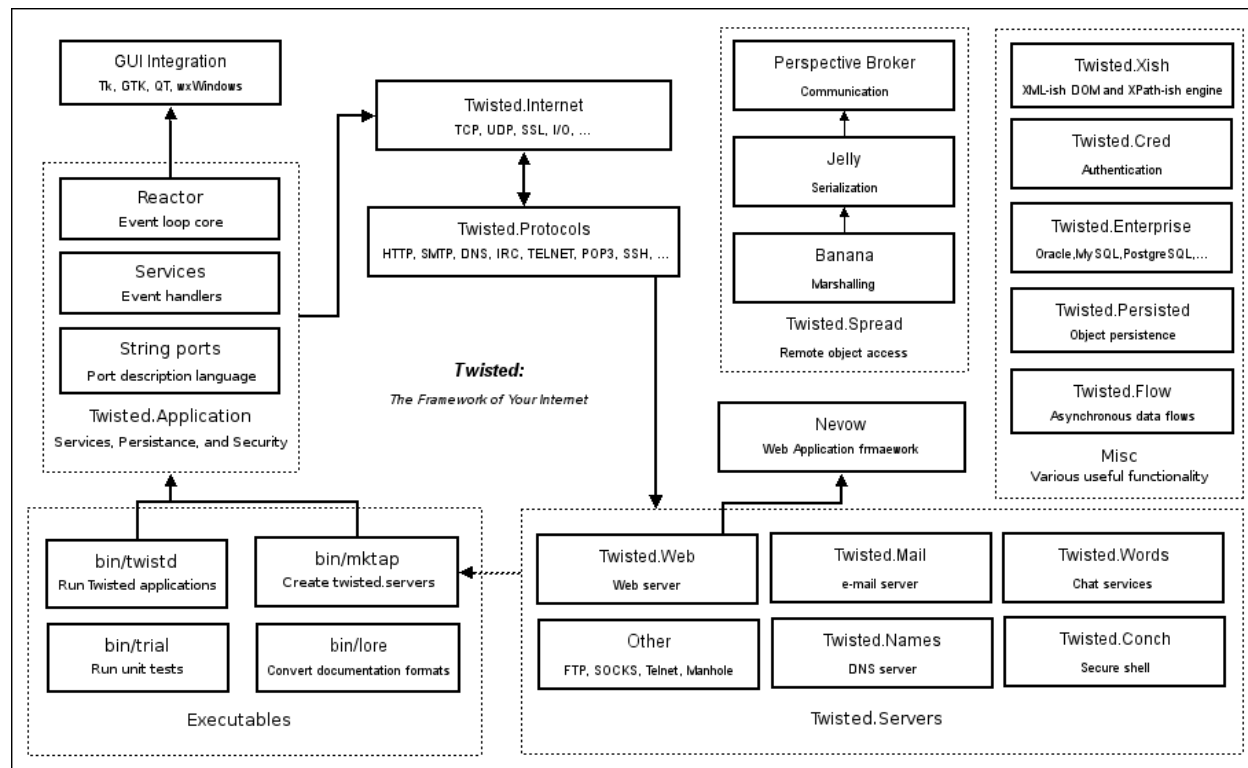 GUI Integration
Tk, GTK, QT, wxWindows
Reactor
Event loop core
Services
Event handlers
String ports
Port description language
Twisted.Application
Services, Persistance, and Security
Twisted.Internet
TCP, UDP, SSL, I/O, ...
Twisted.Protocols
HTTP, SMTP, DNS, IRC, TELNET, POP3, SSH, ...
Twisted:
The Framework of Your Internet
Perspective Broker
Communication
Jelly
Serialization
Banana
Marshalling
Twisted.Spread
Remote object access
Twisted.Xish
XML-ish DOM and XPath-ish engine
Twisted.Cred
Authentication
Twisted.Enterprise
Oracle,MySQL,PostgreSQL,...
Twisted.Persisted
Object persistence
Twisted.Flow
Asynchronous data flows
Misc
Various useful functionality
Nevow
Web Application frmaework
bin/twistd
Run Twisted applications
bin/mktap
Create twisted.servers
bin/trial
Run unit tests
bin/lore
Convert documentation formats
Executables
Twisted.Web
Web server
Twisted.Mail
e-mail server
Twisted.Words
Chat services
Other
FTP, SOCKS, Telnet, Manhole
Twisted.Names
DNS server
Twisted.Conch
Secure shell
Twisted.Servers